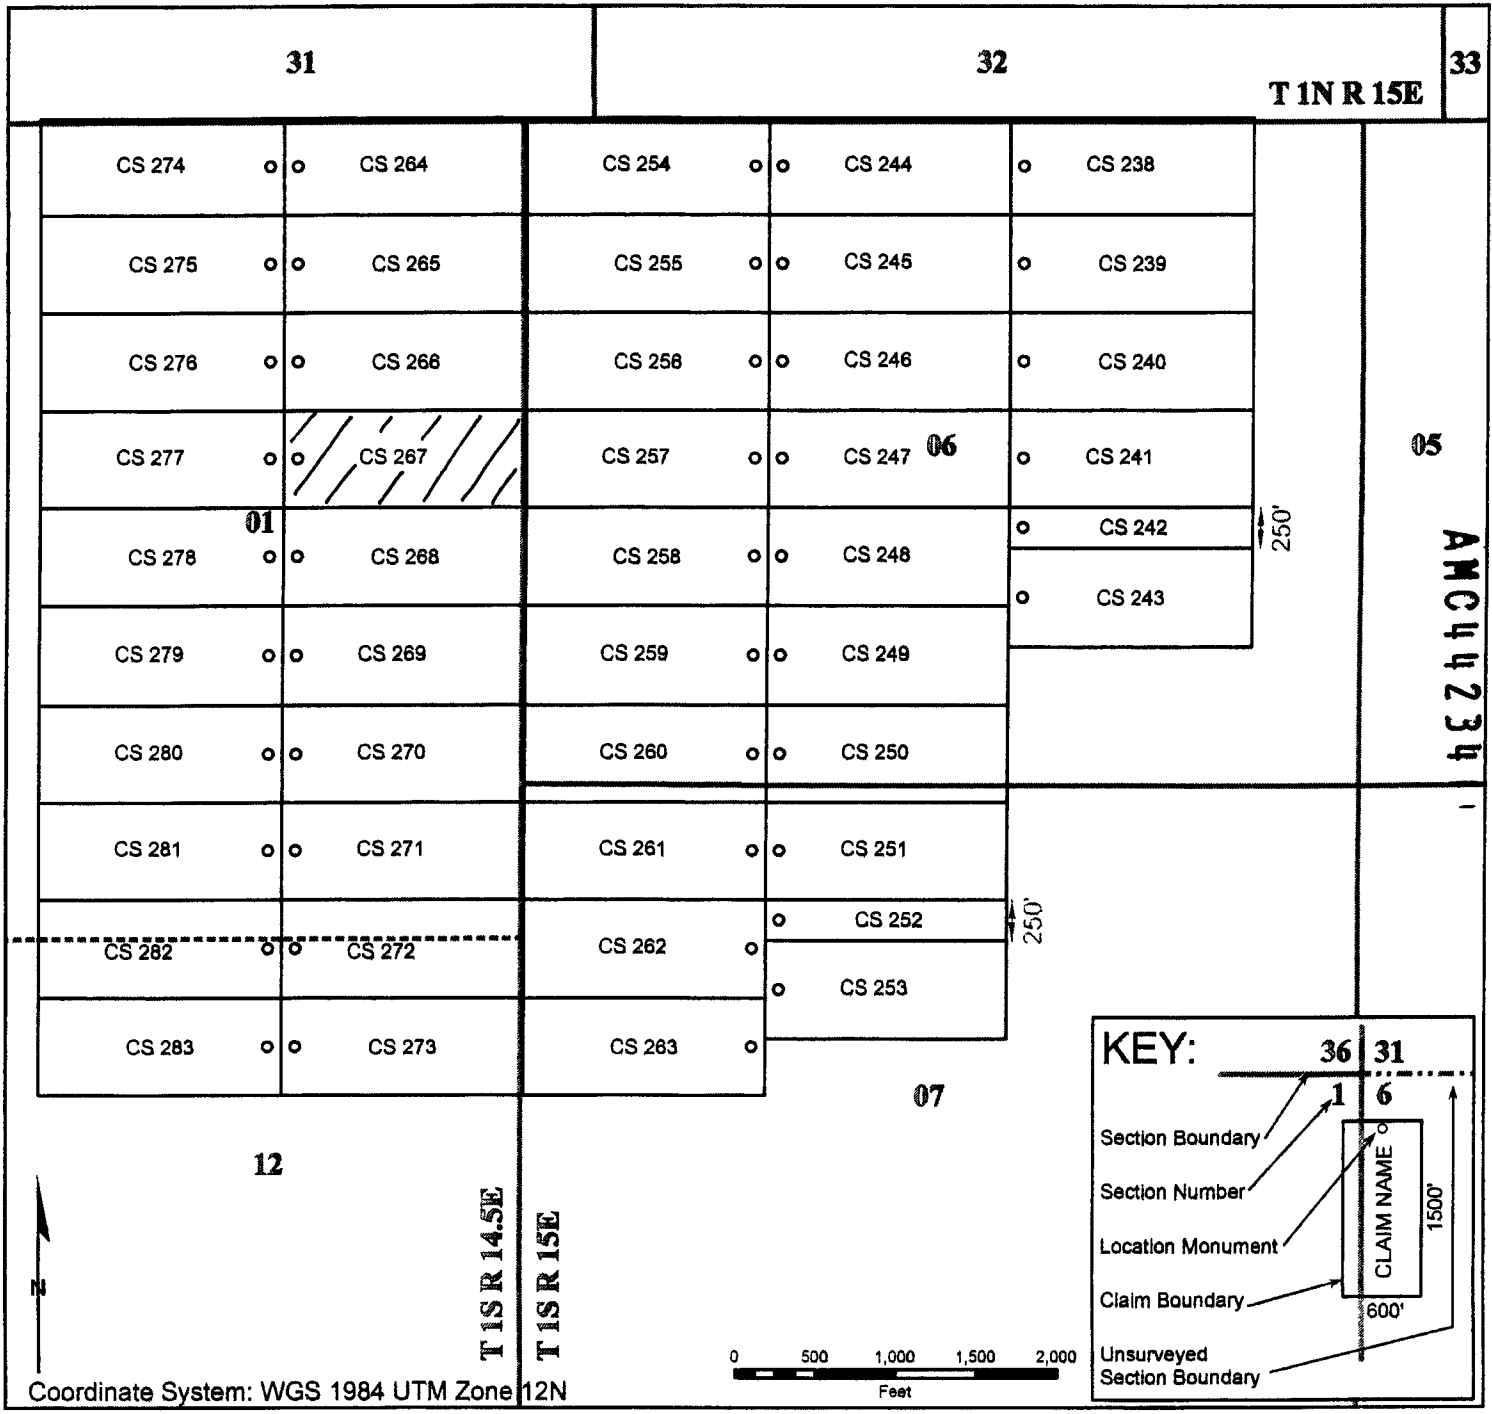 31
32
33
T 1N R 15E
CS 274
CS 264
CS 254
CS 244
CS 238
CS 275
CS 265
CS 255
CS 245
CS 239
CS 276
CS 266
CS 256
CS 246
CS 240
CS 277
CS 267
CS 257
CS 247
06
CS 241
05
01
CS 278
CS 268
CS 258
CS 248
CS 242
250'
CS 243
AMC442341
CS 279
CS 269
CS 259
CS 249
CS 280
CS 270
CS 260
CS 250
CS 281
CS 271
CS 261
CS 251
CS 282
CS 272
CS 262
CS 252
250'
CS 253
CS 283
CS 273
CS 263
07
12
T 1S R 14.5E
T 1S R 15E
N
Coordinate System: WGS 1984 UTM Zone 12N
0 500 1,000 1,500 2,000
Feet
KEY:
36 31
1 6
Section Boundary
Section Number
Location Monument
Claim Boundary
Unsurveyed
Section Boundary
CLAIM NAME
1500'
600'